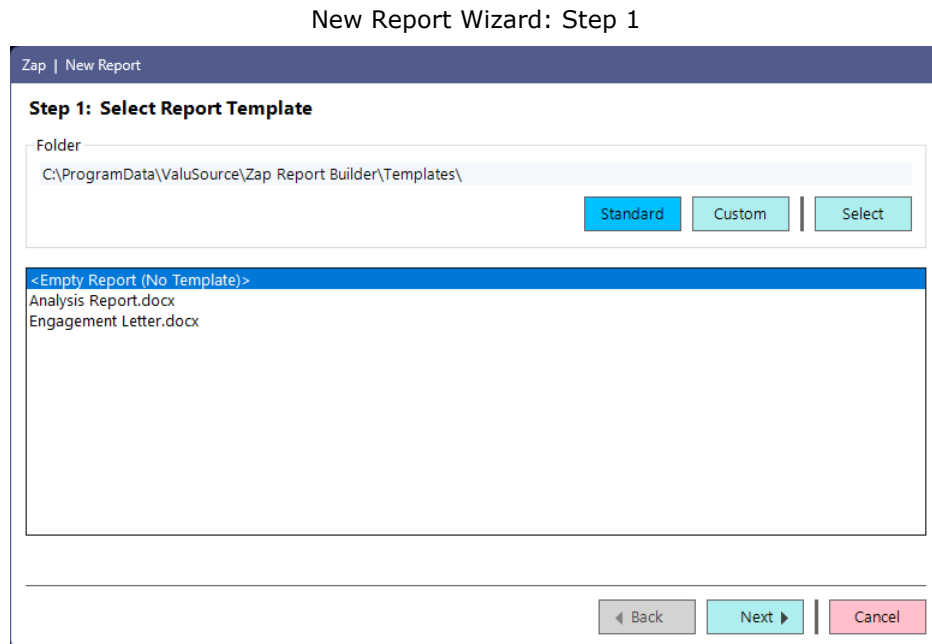 New Report Wizard: Step 1
Zap | New Report
Step 1: Select Report Template
Folder
C:\ProgramData\ValuSource\Zap Report Builder\Templates\
Standard Custom Select
<Empty Report (No Template)>
Analysis Report.docx
Engagement Letter.docx
Back Next Cancel